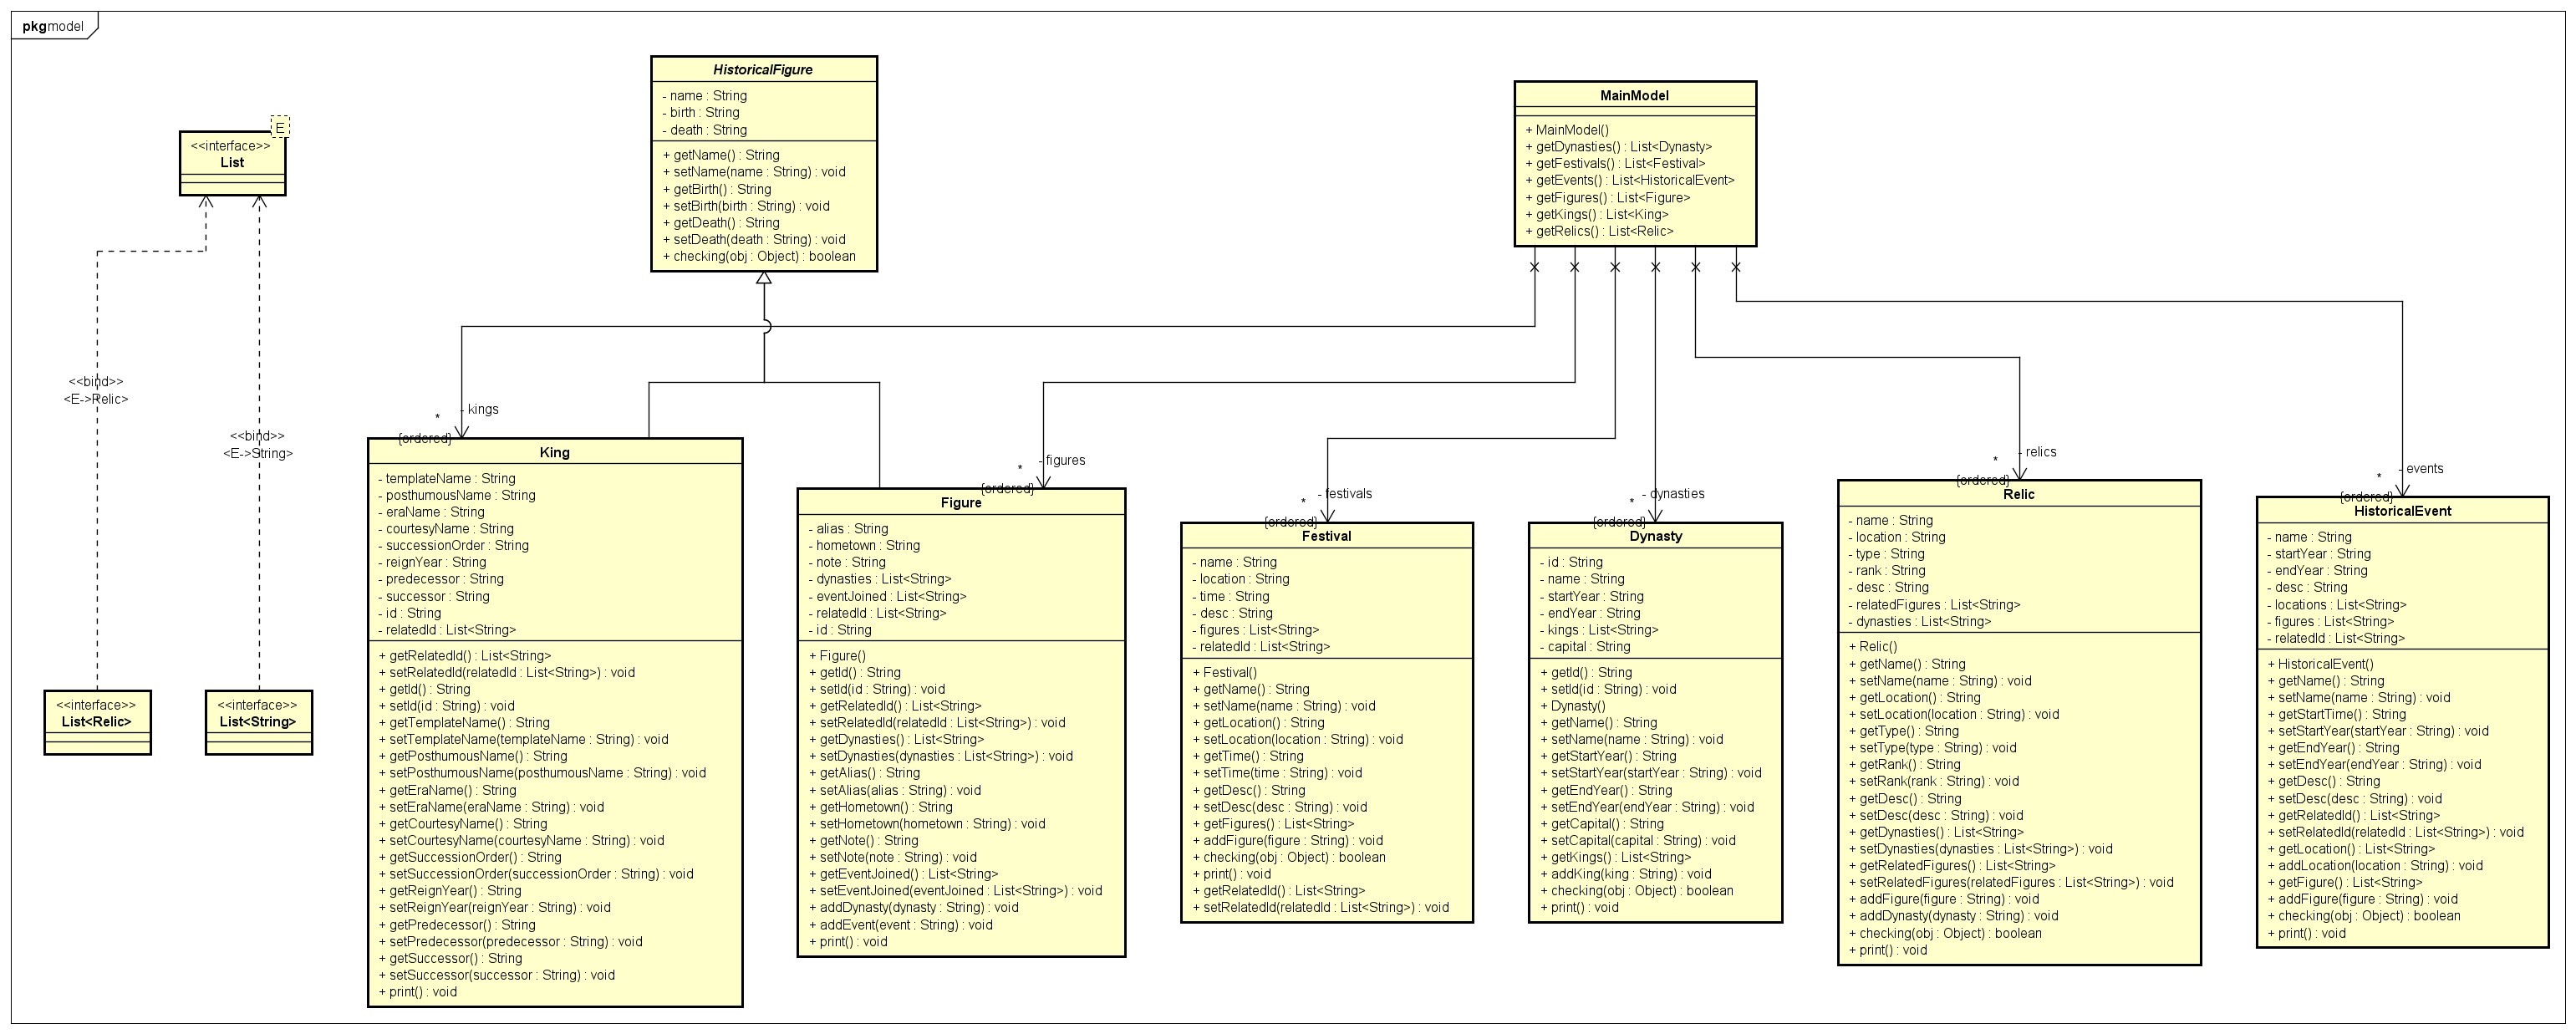 pkg model
E
<<interface>>
List
<<bind>>
<E->Relic>
<<bind>>
<E->String>
<<interface>>
List<Relic>
<<interface>>
List<String>
HistoricalFigure
- name : String
- birth : String
- death : String
+ getName() : String
+ setName(name : String) : void
+ getBirth() : String
+ setBirth(birth : String) : void
+ getDeath() : String
+ setDeath(death : String) : void
+ checking(obj : Object) : boolean
MainModel
+ MainModel()
+ getDynasties() : List<Dynasty>
+ getFestivals() : List<Festival>
+ getEvents() : List<HistoricalEvent>
+ getFigures() : List<Figure>
+ getKings() : List<King>
+ getRelics() : List<Relic>
* - kings
{ordered}
King
- templateName : String
- posthumousName : String
- eraName : String
- courtesyName : String
- successionOrder : String
- reignYear : String
- predecessor : String
- successor : String
- id : String
- relatedId : List<String>
+ getRelatedId() : List<String>
+ setRelatedId(relatedId : List<String>) : void
+ getId() : String
+ setId(id : String) : void
+ getTemplateName() : String
+ setTemplateName(templateName : String) : void
+ getPosthumousName() : String
+ setPosthumousName(posthumousName : String) : void
+ getEraName() : String
+ setEraName(eraName : String) : void
+ getCourtesyName() : String
+ setCourtesyName(courtesyName : String) : void
+ getSuccessionOrder() : String
+ setSuccessionOrder(successionOrder : String) : void
+ getReignYear() : String
+ setReignYear(reignYear : String) : void
+ getPredecessor() : String
+ setPredecessor(predecessor : String) : void
+ getSuccessor() : String
+ setSuccessor(successor : String) : void
+ print() : void
* - figures
{ordered}
Figure
- alias : String
- hometown : String
- note : String
- dynasties : List<String>
- eventJoined : List<String>
- relatedId : List<String>
- id : String
+ Figure()
+ getId() : String
+ setId(id : String) : void
+ getRelatedId() : List<String>
+ setRelatedId(relatedId : List<String>) : void
+ getDynasties() : List<String>
+ setDynasties(dynasties : List<String>) : void
+ getAlias() : String
+ setAlias(alias : String) : void
+ getHometown() : String
+ setHometown(hometown : String) : void
+ getNote() : String
+ setNote(note : String) : void
+ getEventJoined() : List<String>
+ setEventJoined(eventJoined : List<String>) : void
+ addDynasty(dynasty : String) : void
+ addEvent(event : String) : void
+ print() : void
* - festivals
{ordered}
Festival
- name : String
- location : String
- time : String
- desc : String
- figures : List<String>
- relatedId : List<String>
+ Festival()
+ getName() : String
+ setName(name : String) : void
+ getLocation() : String
+ setLocation(location : String) : void
+ getTime() : String
+ setTime(time : String) : void
+ getDesc() : String
+ setDesc(desc : String) : void
+ getFigures() : List<String>
+ addFigure(figure : String) : void
+ checking(obj : Object) : boolean
+ print() : void
+ getRelatedId() : List<String>
+ setRelatedId(relatedId : List<String>) : void
* - dynasties
{ordered}
Dynasty
- id : String
- name : String
- startYear : String
- endYear : String
- kings : List<String>
- capital : String
+ getId() : String
+ setId(id : String) : void
+ Dynasty()
+ getName() : String
+ setName(name : String) : void
+ getStartYear() : String
+ setStartYear(startYear : String) : void
+ getEndYear() : String
+ setEndYear(endYear : String) : void
+ getCapital() : String
+ setCapital(capital : String) : void
+ getKings() : List<String>
+ addKing(king : String) : void
+ checking(obj : Object) : boolean
+ print() : void
* - relics
{ordered}
Relic
- name : String
- location : String
- type : String
- rank : String
- desc : String
- relatedFigures : List<String>
- dynasties : List<String>
+ Relic()
+ getName() : String
+ setName(name : String) : void
+ getLocation() : String
+ setLocation(location : String) : void
+ getType() : String
+ setType(type : String) : void
+ getRank() : String
+ setRank(rank : String) : void
+ getDesc() : String
+ setDesc(desc : String) : void
+ getDynasties() : List<String>
+ setDynasties(dynasties : List<String>) : void
+ getRelatedFigures() : List<String>
+ setRelatedFigures(relatedFigures : List<String>) : void
+ addFigure(figure : String) : void
+ addDynasty(dynasty : String) : void
+ checking(obj : Object) : boolean
+ print() : void
* - events
{ordered}
HistoricalEvent
- name : String
- startYear : String
- endYear : String
- desc : String
- locations : List<String>
- figures : List<String>
- relatedId : List<String>
+ HistoricalEvent()
+ getName() : String
+ setName(name : String) : void
+ getStartTime() : String
+ setStartYear(startYear : String) : void
+ getEndYear() : String
+ setEndYear(endYear : String) : void
+ getDesc() : String
+ setDesc(desc : String) : void
+ getRelatedId() : List<String>
+ setRelatedId(relatedId : List<String>) : void
+ getLocation() : List<String>
+ addLocation(location : String) : void
+ getFigure() : List<String>
+ addFigure(figure : String) : void
+ checking(obj : Object) : boolean
+ print() : void